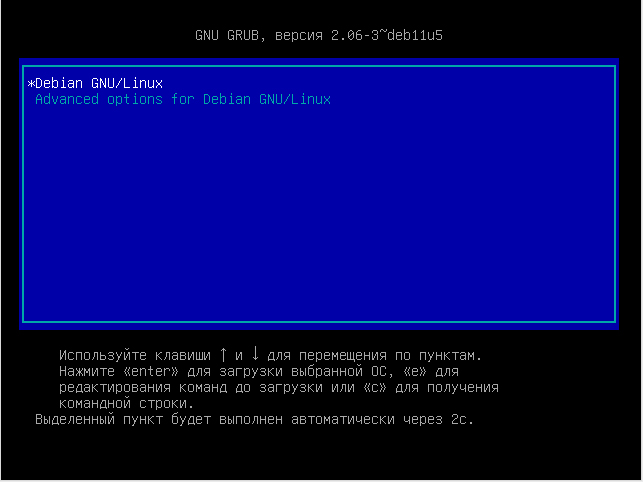 GNU GRUB, версия 2.06-3~deb11u5
*Debian GNU/Linux
Advanced options for Debian GNU/Linux
Используйте клавиши ↑ и ↓ для перемещения по пунктам.
Нажмите «enter» для загрузки выбранной ОС, «e» для
редактирования команд до загрузки или «c» для получения
командной строки.
Выделенный пункт будет выполнен автоматически через 2с.